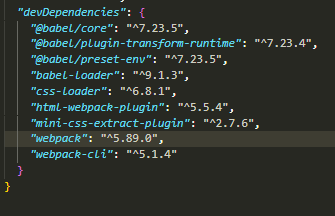 "devDependencies": {
"@babel/core": "^7.23.5",
"@babel/plugin-transform-runtime": "^7.23.4",
"@babel/preset-env": "^7.23.5",
"babel-loader": "^9.1.3",
"css-loader": "^6.8.1",
"html-webpack-plugin": "^5.5.4",
"mini-css-extract-plugin": "^2.7.6",
"webpack": "^5.89.0",
"webpack-cli": "^5.1.4"
}
}